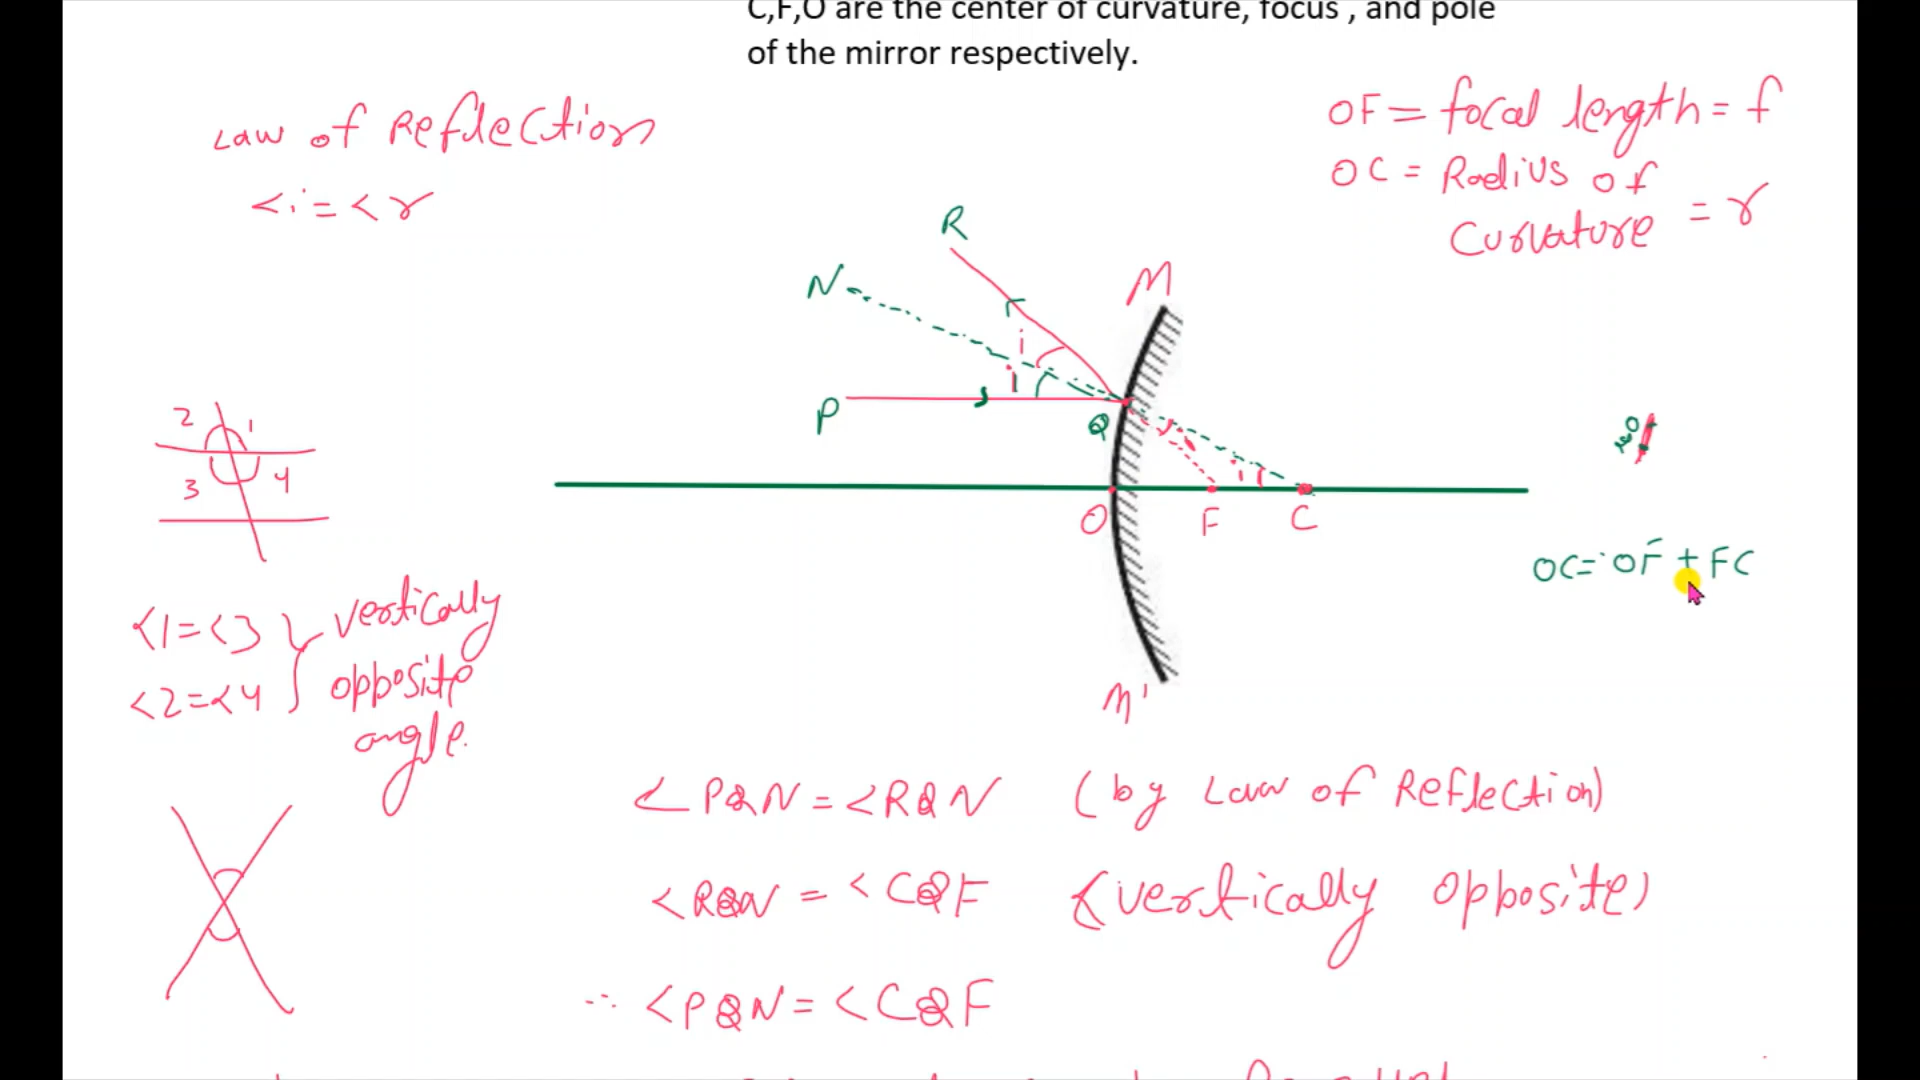 C,F,O are the center of curvature, focus , and pole
of the mirror respectively.
Law of Reflection
<i = <r
OF = focal length = f
OC = Radius of
Curvature = r
R
N
M
i
i
P
Q
i
i
O
F
C
M'
2
1
3
4
OC = OF + FC
<1=<3
<2=<4
vertically
opposite
angle.
<PQN = <RQN (by Law of Reflection)
<RQN = <CQF (vertically opposite)
∴ <PQN = <CQF